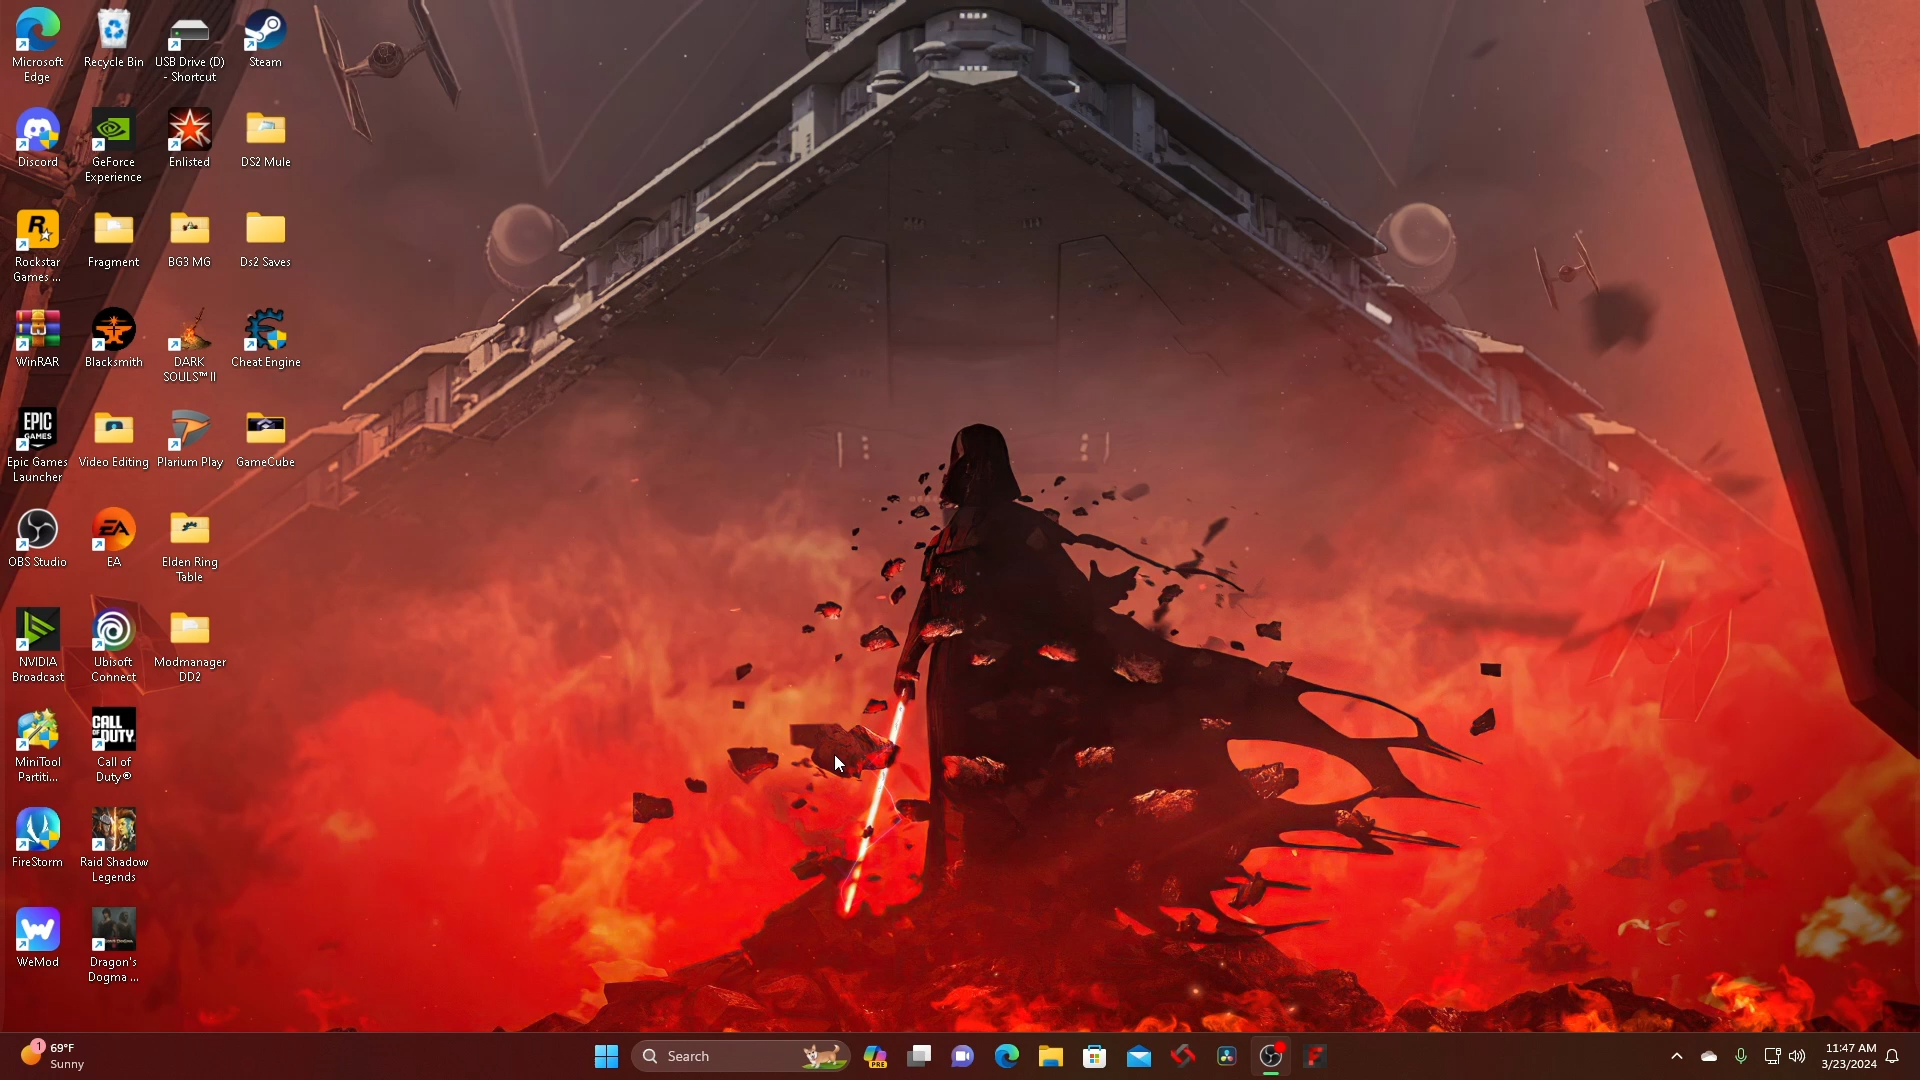 Microsoft
Edge
Recycle Bin
USB Drive (D)
- Shortcut
Steam
Discord
GeForce
Experience
Enlisted
DS2 Mule
R
Rockstar
Games ...
Fragment
BG3 MG
Ds2 Saves
WinRAR
Blacksmith
DARK
SOULS™ II
Cheat Engine
EPIC
GAMES
Epic Games
Launcher
Video Editing
Plarium Play
GameCube
OBS Studio
EA
EA
Elden Ring
Table
NVIDIA
Broadcast
Ubisoft
Connect
Modmanager
DD2
MiniTool
Partiti...
CALL
OF DUTY
Call of
Duty®
FireStorm
Raid Shadow
Legends
WeMod
Dragon's
Dogma ...
1
69°F
Sunny
Search
PRE
11:47 AM
3/23/2024